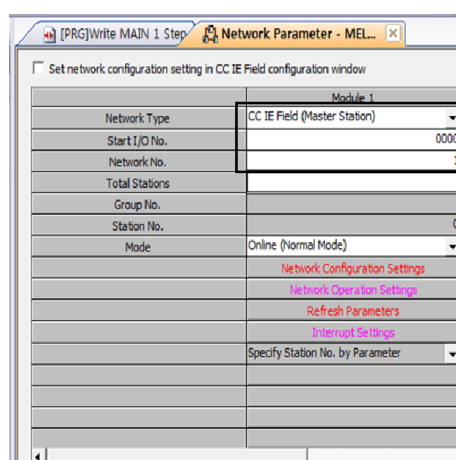 [PRG]Write MAIN 1 Step
Network Parameter - MEL...
Set network configuration setting in CC IE Field configuration window
Module 1
Network Type CC IE Field (Master Station)
Start I/O No. 0000
Network No.
Total Stations
Group No.
Station No. 0
Mode Online (Normal Mode)
Network Configuration Settings
Network Operation Settings
Refresh Parameters
Interrupt Settings
Specify Station No. by Parameter